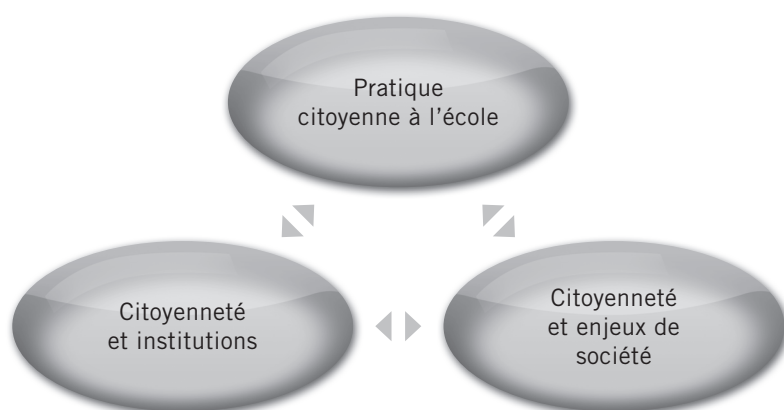 Pratique
citoyenne à l’école
Citoyenneté
et institutions
Citoyenneté
et enjeux de
société